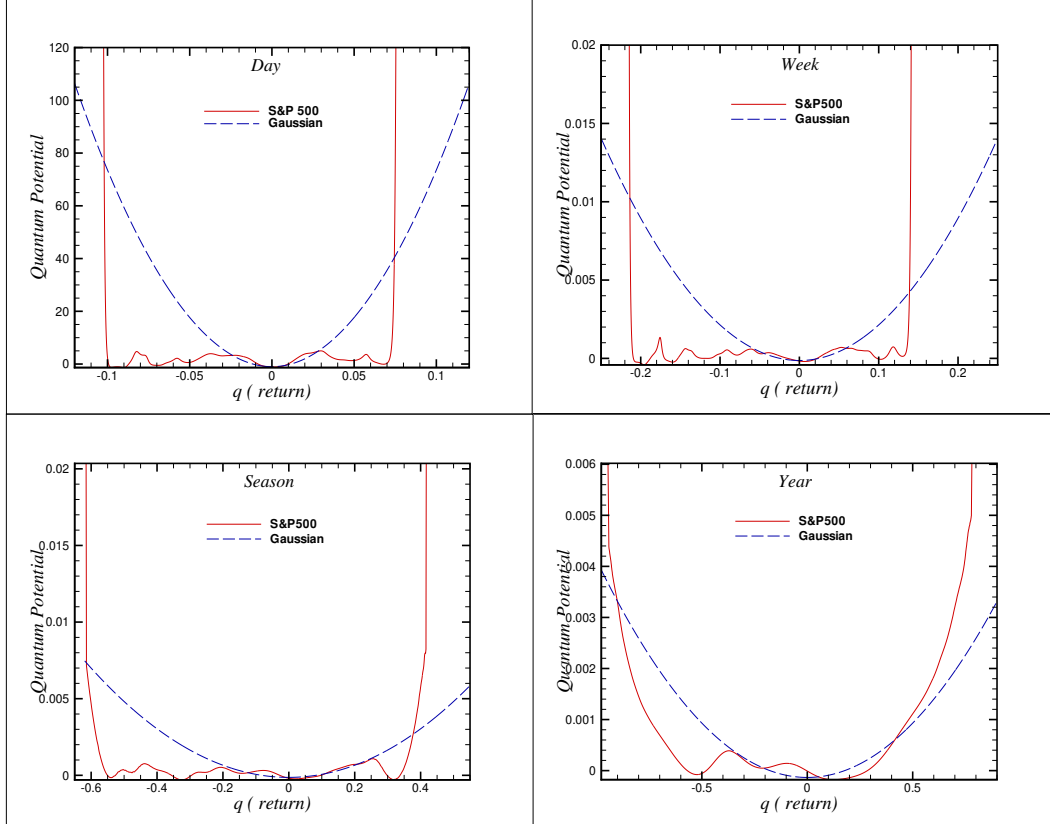 Day
120
100
80
60
40
20
0
Quantum Potential
S&P 500
Gaussian
-0.1 -0.05 0 0.05 0.1
q ( return)
Week
0.02
0.015
0.01
0.005
0
Quantum Potential
S&P500
Gaussian
-0.2 -0.1 0 0.1 0.2
q ( return)
Season
0.02
0.015
0.01
0.005
0
Quantum Potential
S&P500
Gaussian
-0.6 -0.4 -0.2 0 0.2 0.4
q ( return)
Year
0.006
0.005
0.004
0.003
0.002
0.001
0
Quantum Potential
S&P500
Gaussian
-0.5 0 0.5
q ( return)